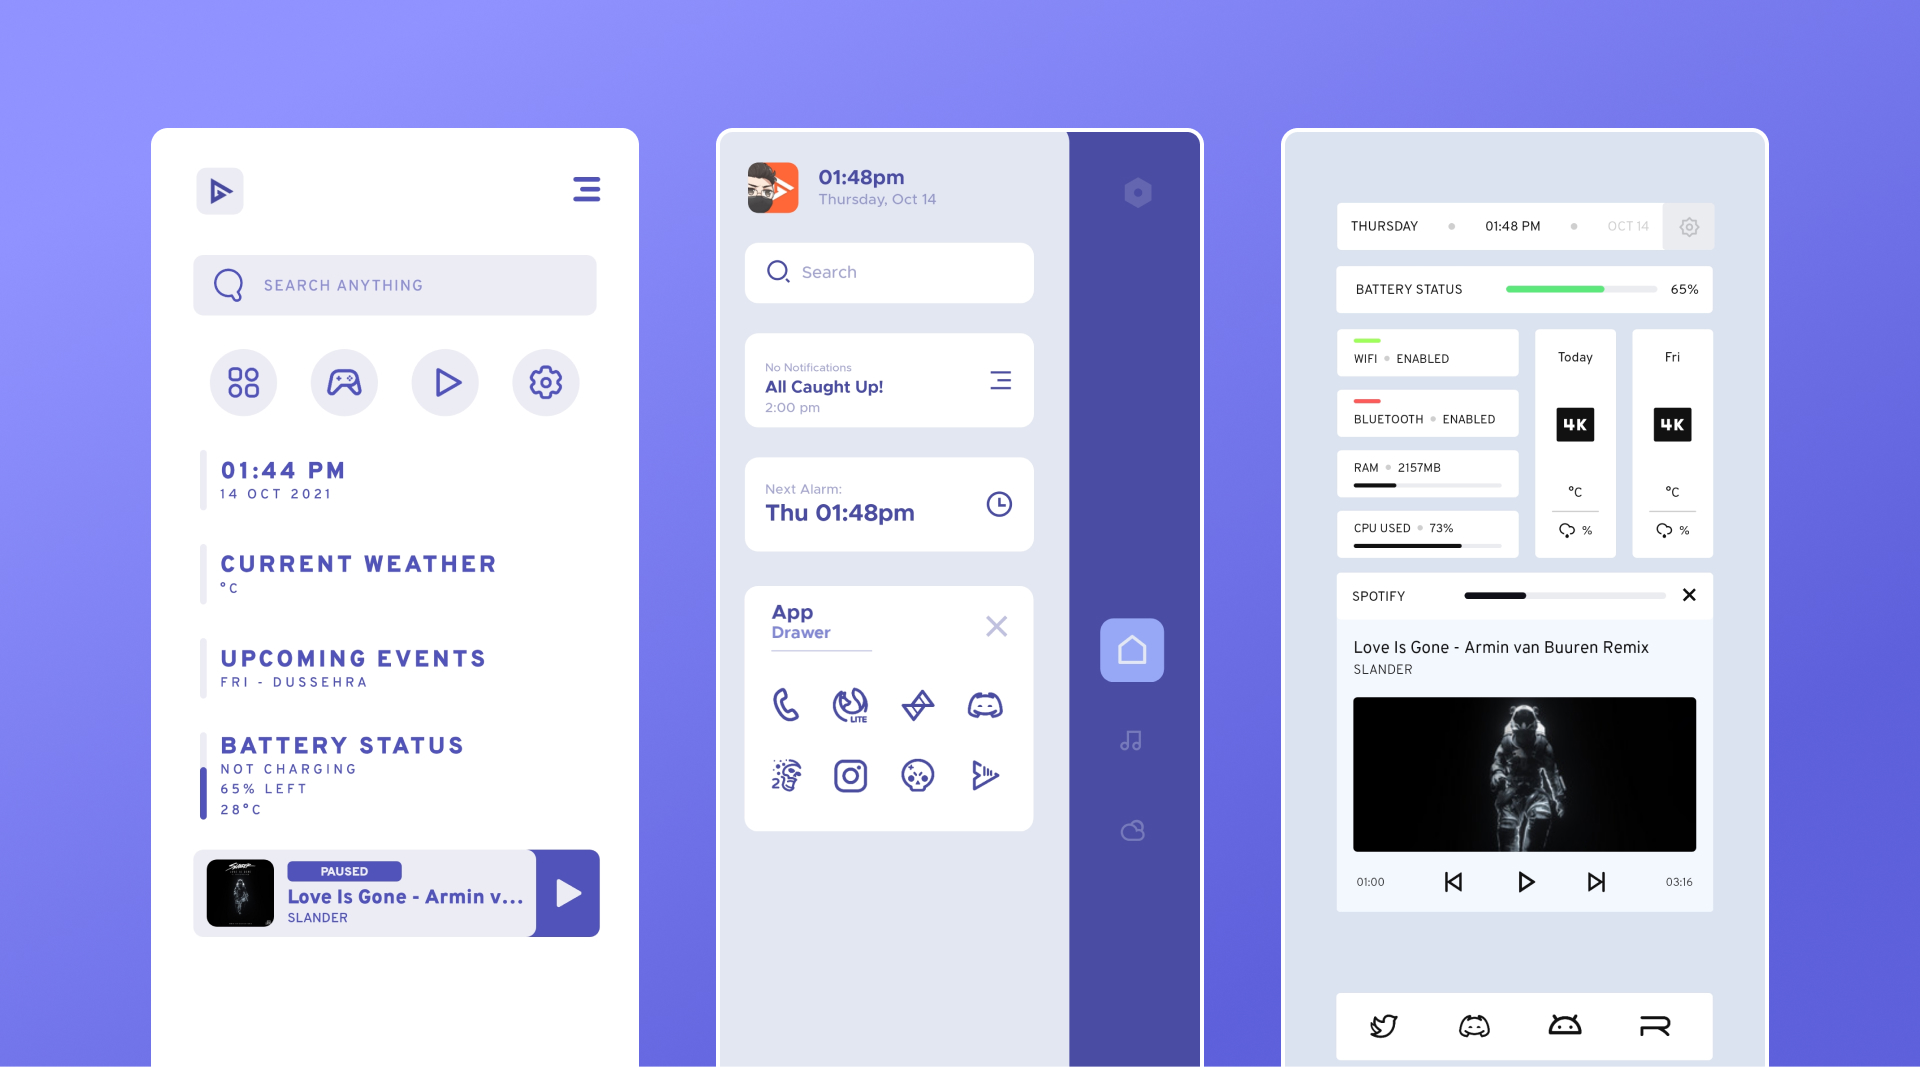 SEARCH ANYTHING
01:44 PM
14 OCT 2021
CURRENT WEATHER
°C
UPCOMING EVENTS
FRI - DUSSEHRA
BATTERY STATUS
NOT CHARGING
65% LEFT
28°C
PAUSED
Love Is Gone - Armin v...
SLANDER
01:48pm
Thursday, Oct 14
Search
No Notifications
All Caught Up!
2:00 pm
Next Alarm:
Thu 01:48pm
App
Drawer
LITE
2
THURSDAY 01:48 PM OCT 14
BATTERY STATUS 65%
WIFI ENABLED
BLUETOOTH ENABLED
RAM 2157MB
CPU USED 73%
Today
4K
°C
%
Fri
4K
°C
%
SPOTIFY
Love Is Gone - Armin van Buuren Remix
SLANDER
01:00
03:16